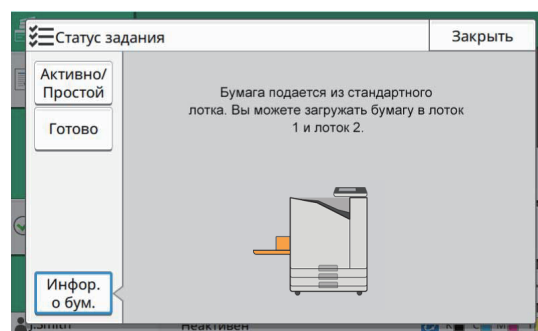 Статус задания
Закрыть
Активно/
Простой
Готово
Бумага подается из стандартного
лотка. Вы можете загружать бумагу в лоток
1 и лоток 2.
Инфор.
о бум.
J.Smith
Неактивен
K C M Y